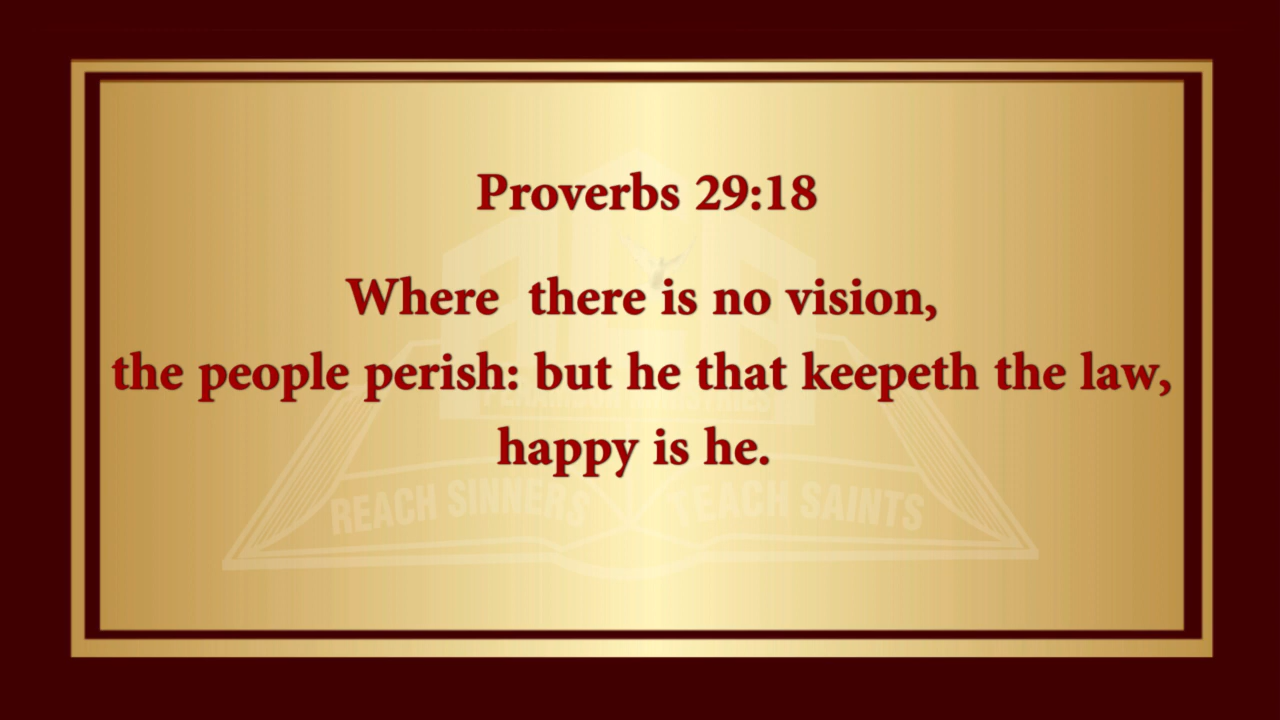 Proverbs 29:18
Where  there is no vision,
the people perish: but he that keepeth the law,
happy is he.
REACH SINNERS TEACH SAINTS